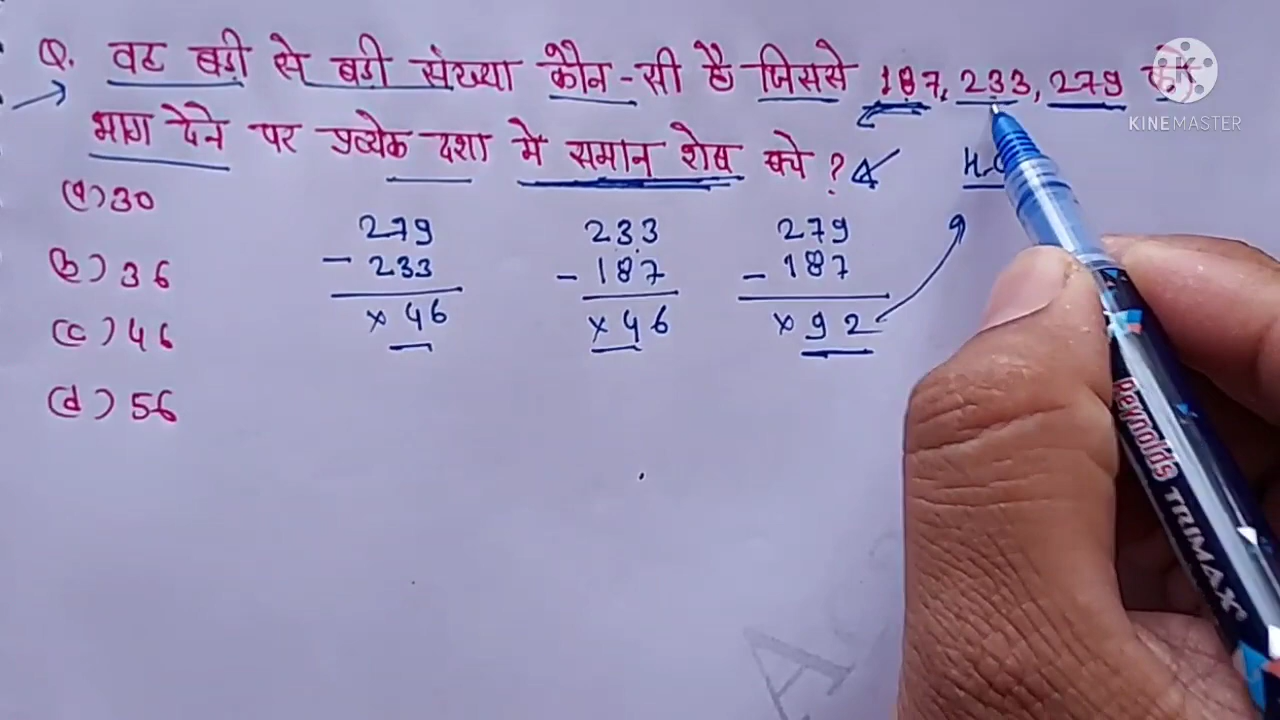 Q. वह बडी से बडी संख्या कौन-सी है जिससे 187, 233, 279 को
भाग देने पर प्रत्येक दशा मे समान शेष बचे ?
(a) 30
(b) 36
(c) 46
(d) 56
279
- 233
× 46
233
- 187
× 46
279
- 187
× 92
K
KINEMASTER
Reynolds TRIMAX